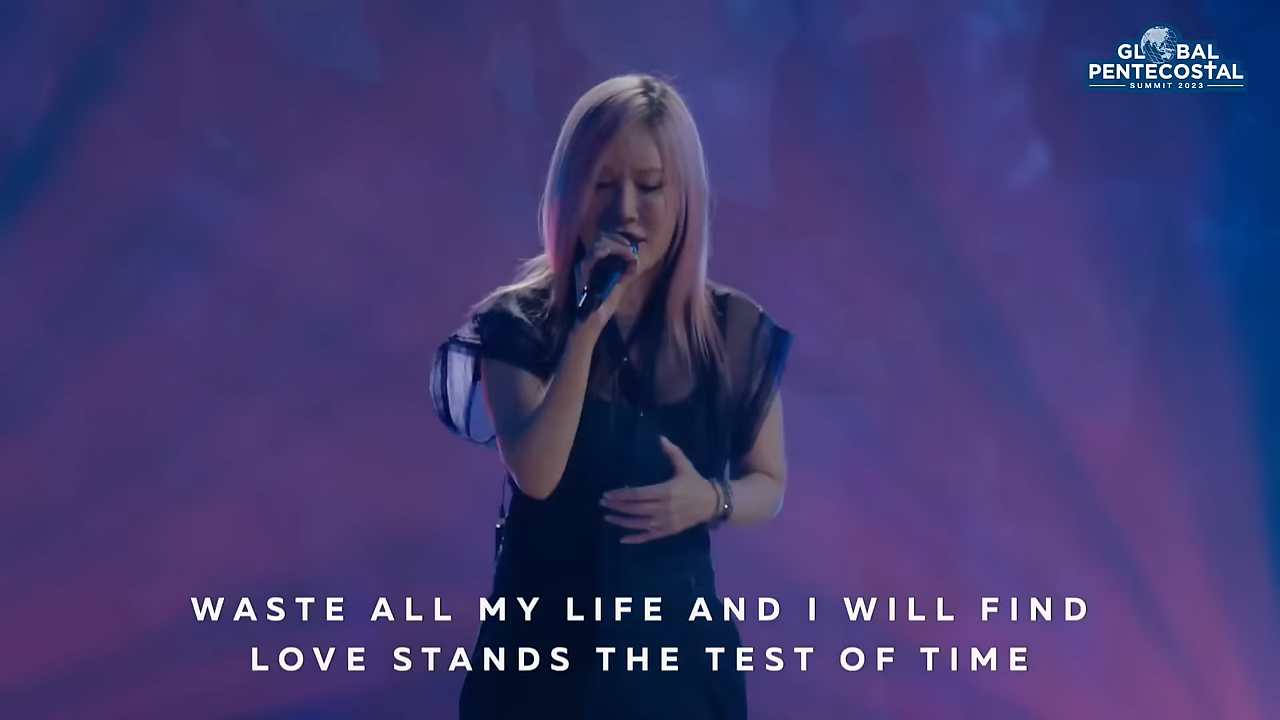 GLOBAL
PENTECOSTAL
SUMMIT 2023
WASTE ALL MY LIFE AND I WILL FIND
LOVE STANDS THE TEST OF TIME